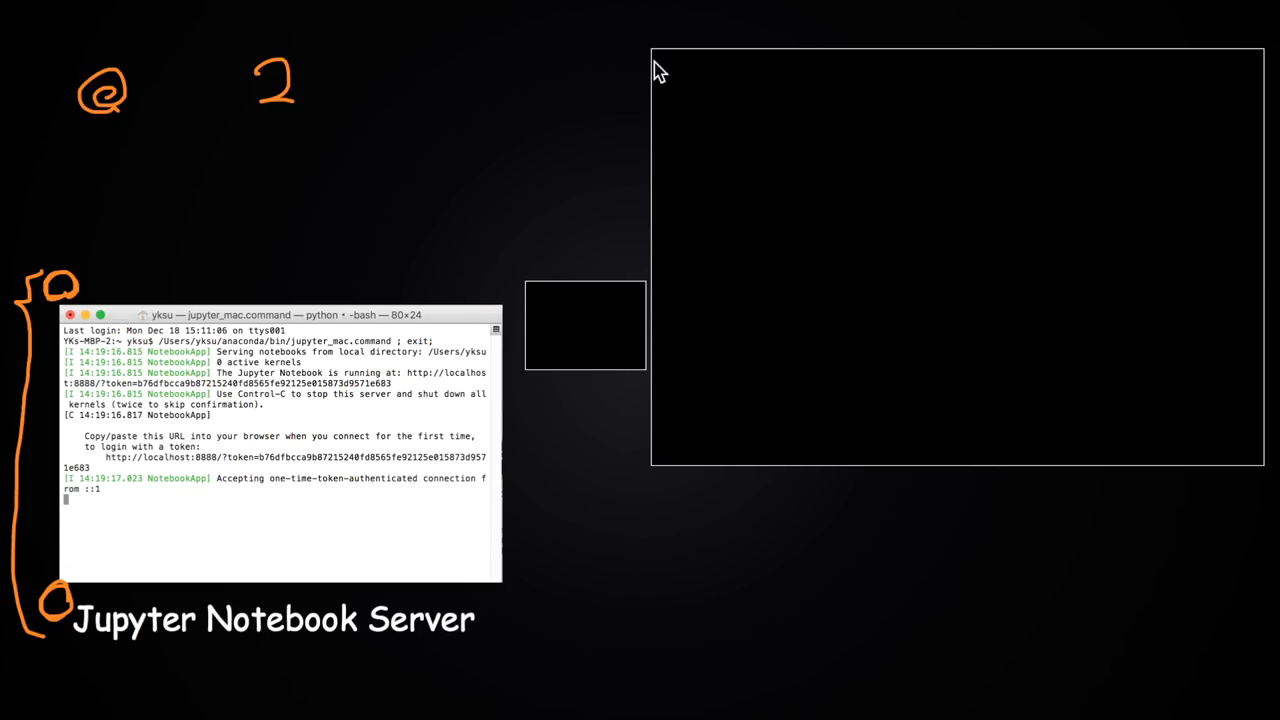 @ 2
yksu — jupyter_mac.command — python • -bash — 80×24
Last login: Mon Dec 18 15:11:06 on ttys001
YKs-MBP-2:~ yksu$ /Users/yksu/anaconda/bin/jupyter_mac.command ; exit;
[I 14:19:16.815 NotebookApp] Serving notebooks from local directory: /Users/yksu
[I 14:19:16.815 NotebookApp] 0 active kernels
[I 14:19:16.815 NotebookApp] The Jupyter Notebook is running at: http://localhos
t:8888/?token=b76dfbcca9b87215240fd8565fe92125e015873d9571e683
[I 14:19:16.815 NotebookApp] Use Control-C to stop this server and shut down all
kernels (twice to skip confirmation).
[C 14:19:16.817 NotebookApp]
Copy/paste this URL into your browser when you connect for the first time,
to login with a token:
http://localhost:8888/?token=b76dfbcca9b87215240fd8565fe92125e015873d957
1e683
[I 14:19:17.023 NotebookApp] Accepting one-time-token-authenticated connection f
rom ::1
Jupyter Notebook Server